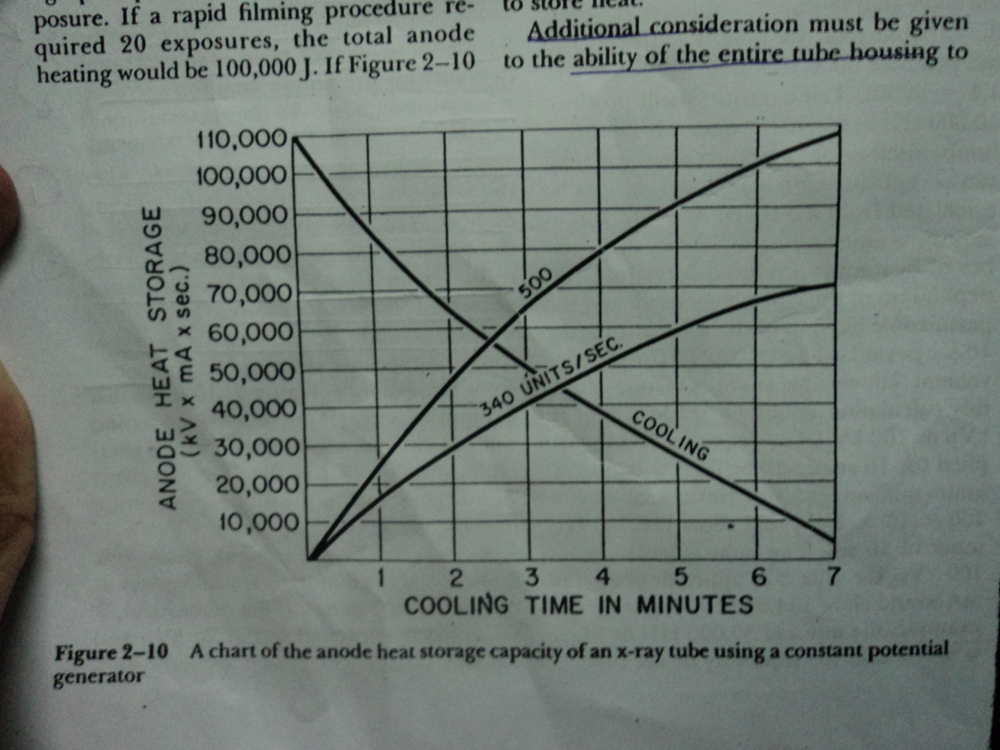 posure. If a rapid filming procedure re-
quired 20 exposures, the total anode
heating would be 100,000 J. If Figure 2–10
to store heat.
Additional consideration must be given
to the ability of the entire tube housing to
ANODE HEAT STORAGE
(kV x mA x sec.)
110,000
100,000
90,000
80,000
70,000
60,000
50,000
40,000
30,000
20,000
10,000
500
340 UNITS/SEC.
COOLING
1 2 3 4 5 6 7
COOLING TIME IN MINUTES
Figure 2–10 A chart of the anode heat storage capacity of an x-ray tube using a constant potential
generator